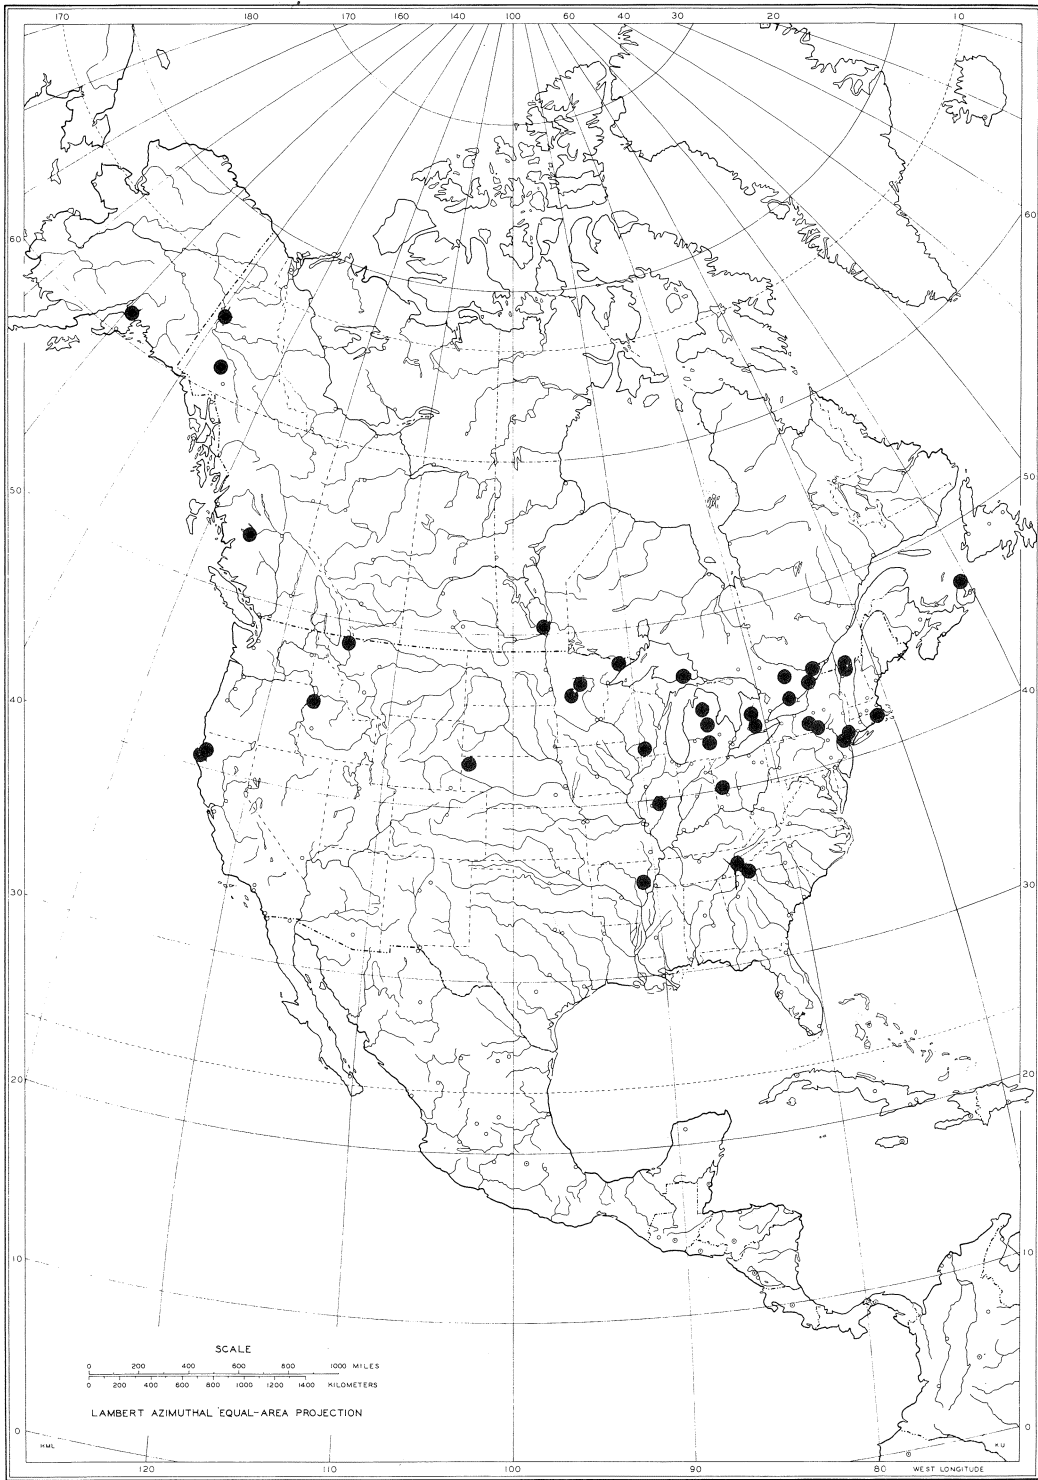 170 180 170 160 140 100 60 40 30 20 10
60 60
50 50
40 40
30 30
20 20
10 10
SCALE
0 200 400 600 800 1000 MILES
0 200 400 600 800 1000 1200 1400 KILOMETERS
LAMBERT AZIMUTHAL EQUAL-AREA PROJECTION
0 0
HML KU
120 110 100 90 80 WEST LONGITUDE